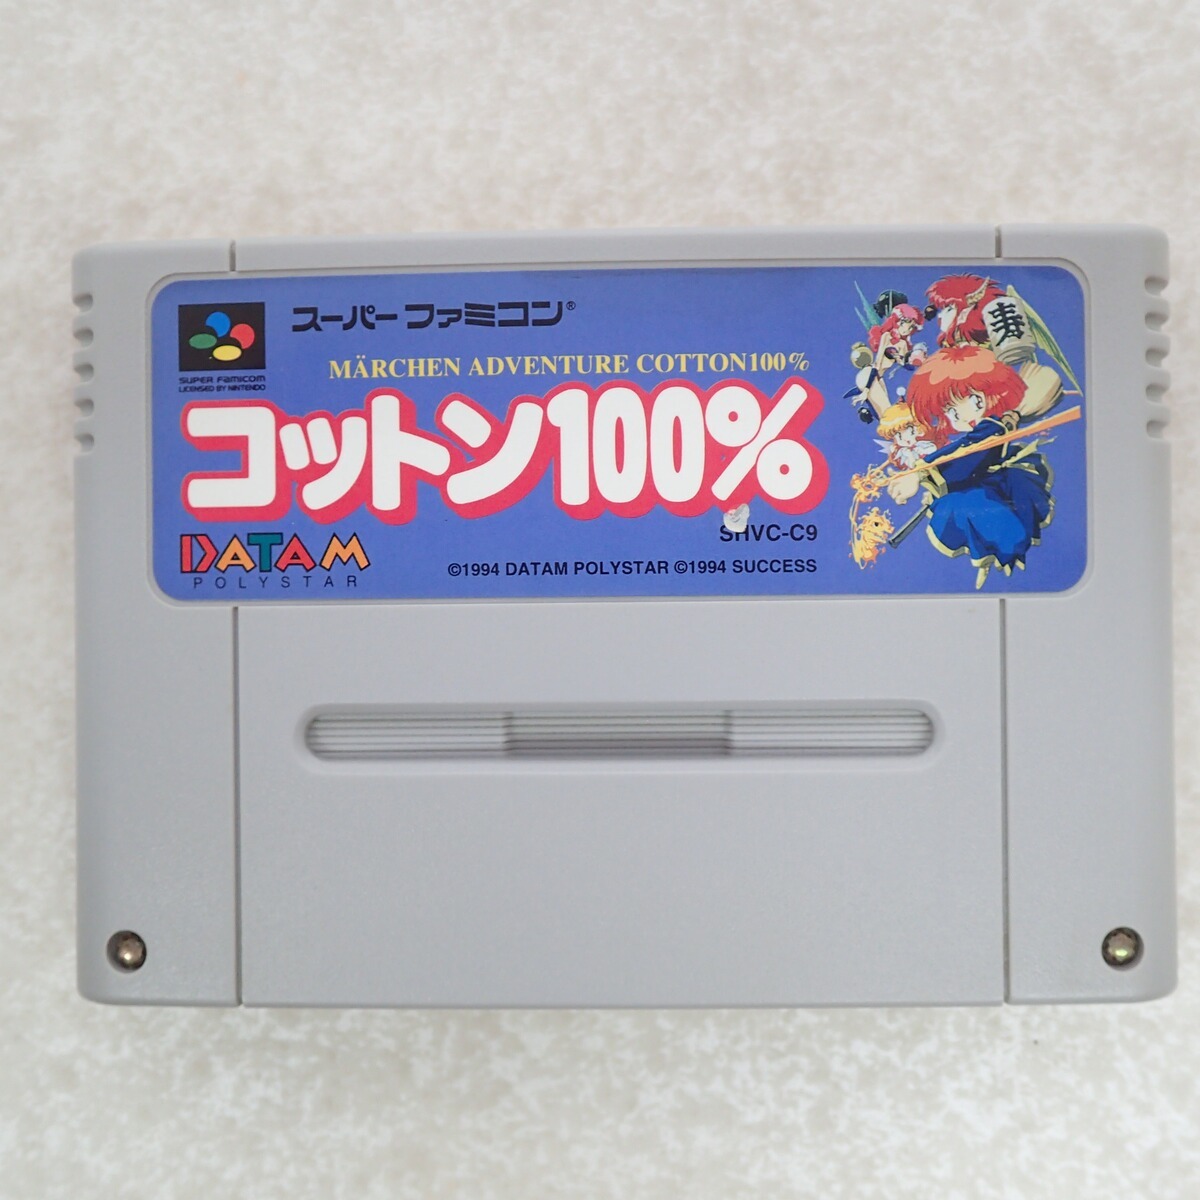 スーパーファミコン®
SUPER FAMICOM
LICENSED BY NINTENDO
MÄRCHEN ADVENTURE COTTON100%
コットン100%
寿
SHVC-C9
DATAM
POLYSTAR
©1994 DATAM POLYSTAR ©1994 SUCCESS